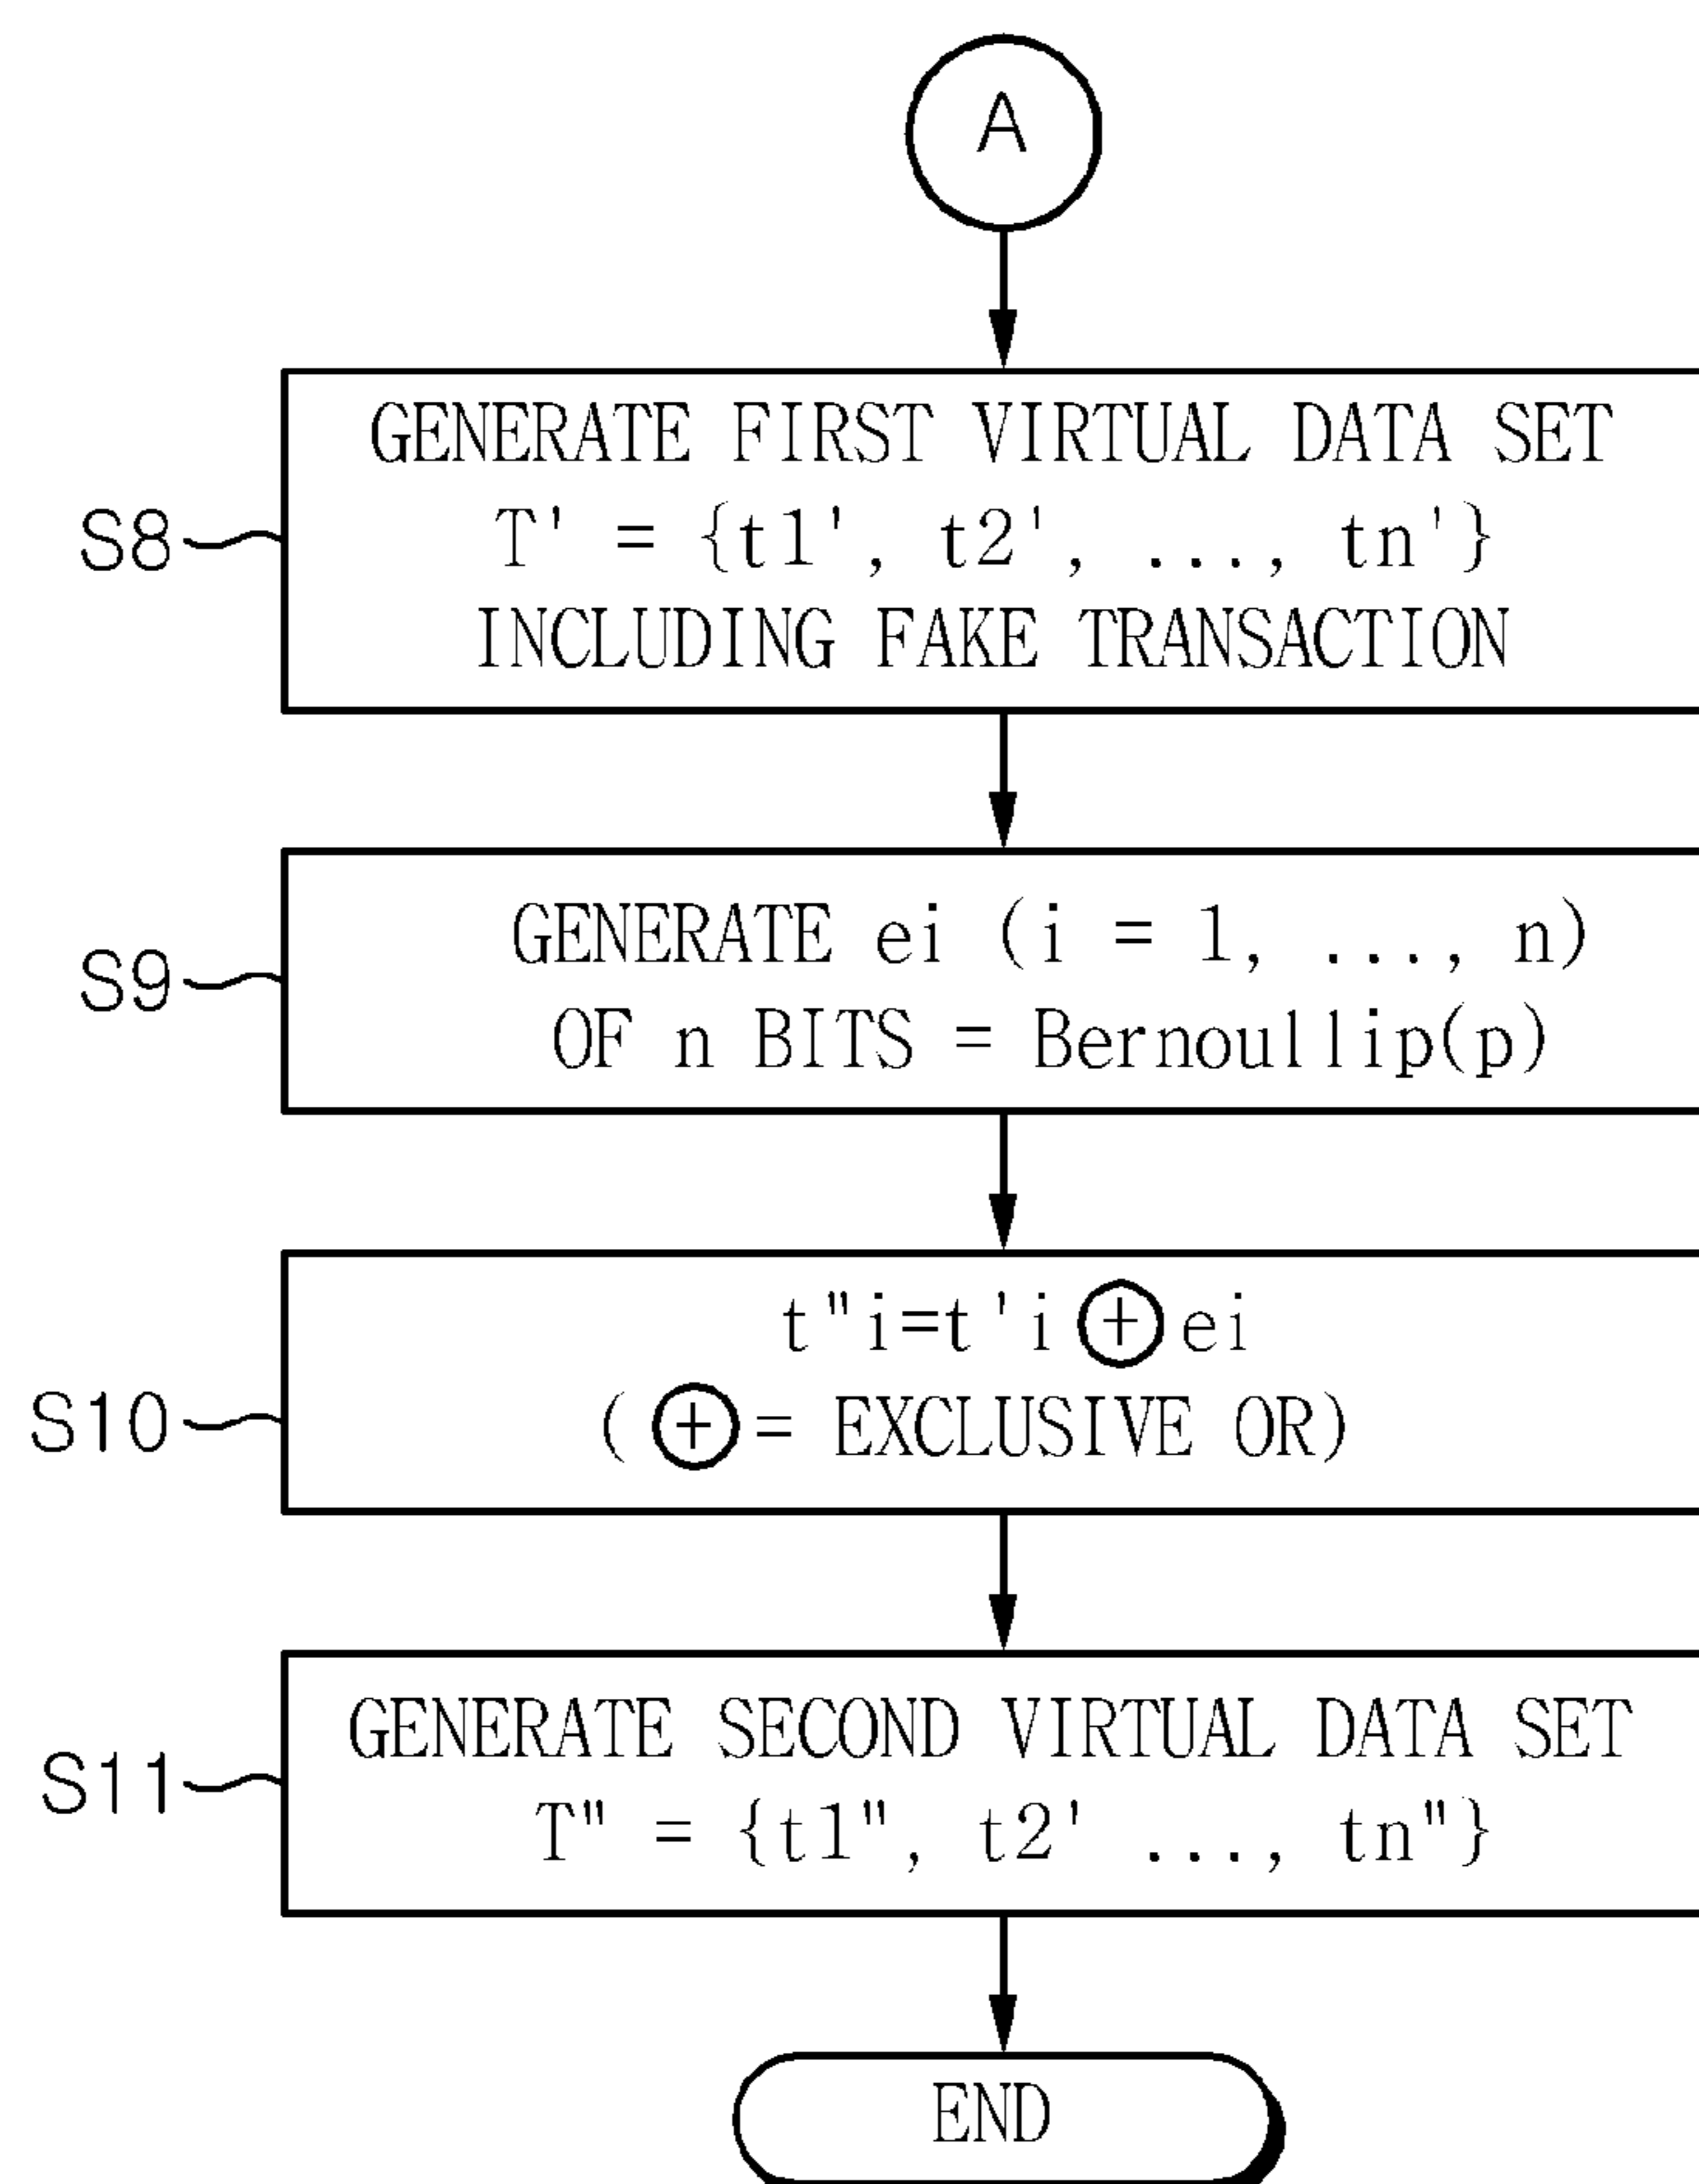 A
GENERATE FIRST VIRTUAL DATA SET
S8
T' = {t1', t2', ..., tn'}
INCLUDING FAKE TRANSACTION
GENERATE ei (i = 1, ..., n)
S9
OF n BITS = Bernoullip(p)
t"i=t'i ⊕ ei
S10
( ⊕ = EXCLUSIVE OR)
GENERATE SECOND VIRTUAL DATA SET
S11
T" = {t1", t2' ..., tn"}
END